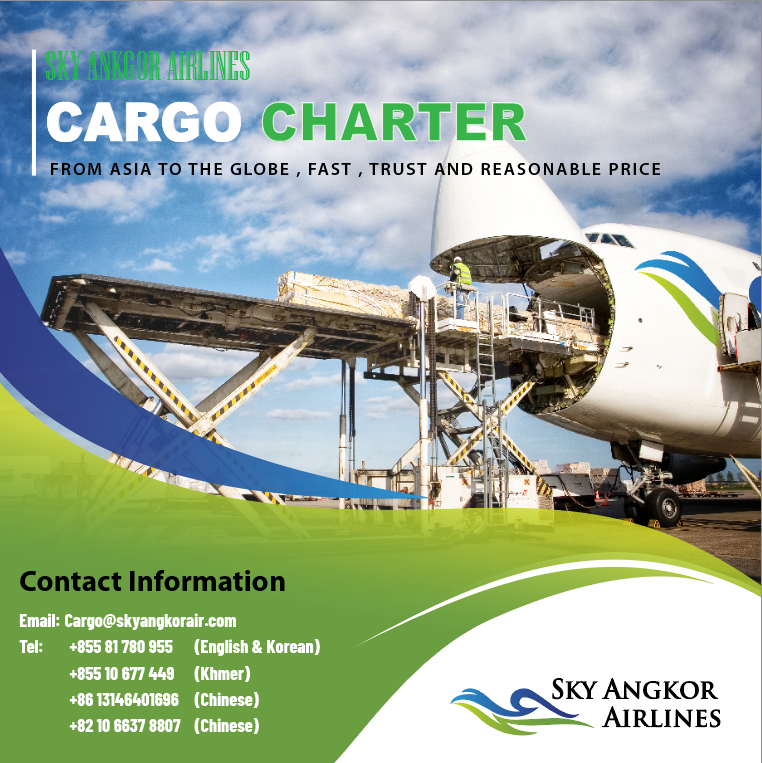 SKY ANKGOR AIRLINES
CARGO CHARTER
FROM ASIA TO THE GLOBE , FAST , TRUST AND REASONABLE PRICE
Contact Information
Email: Cargo@skyangkorair.com
Tel: +855 81 780 955 (English & Korean)
+855 10 677 449 (Khmer)
+86 13146401696 (Chinese)
+82 10 6637 8807 (Chinese)
SKY ANGKOR
AIRLINES